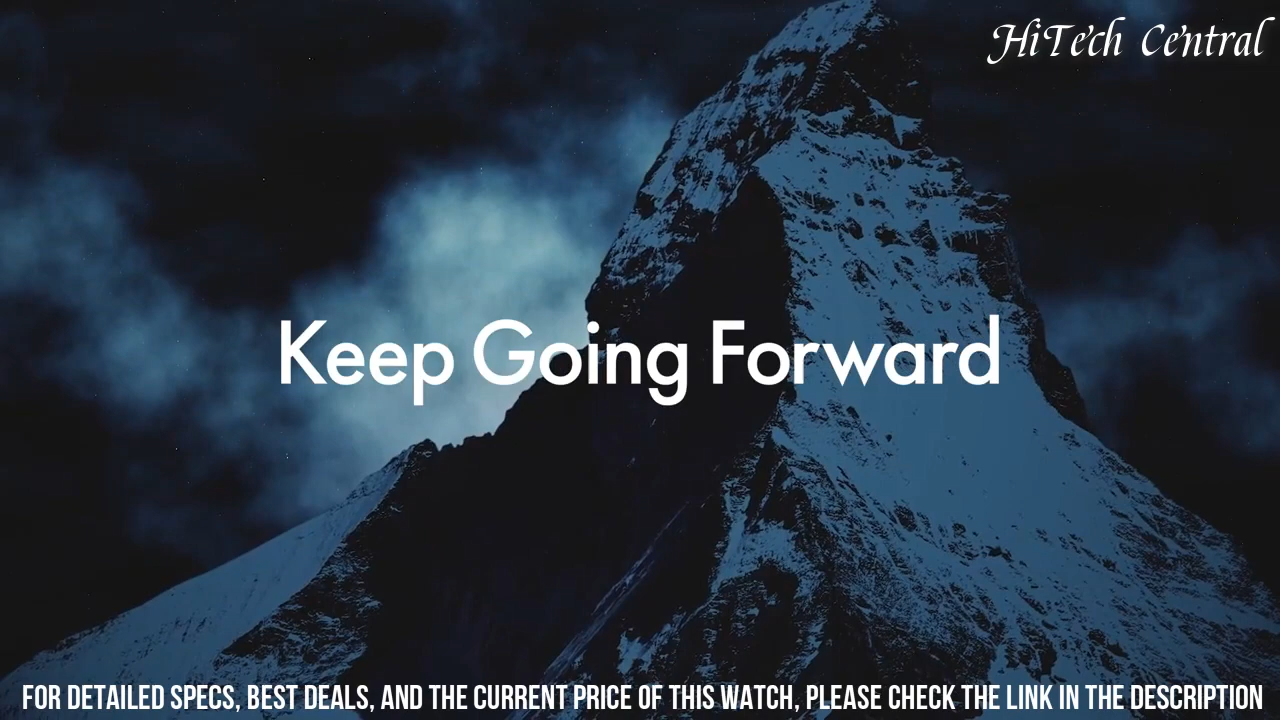 HiTech Central
Keep Going Forward
FOR DETAILED SPECS, BEST DEALS, AND THE CURRENT PRICE OF THIS WATCH, PLEASE CHECK THE LINK IN THE DESCRIPTION